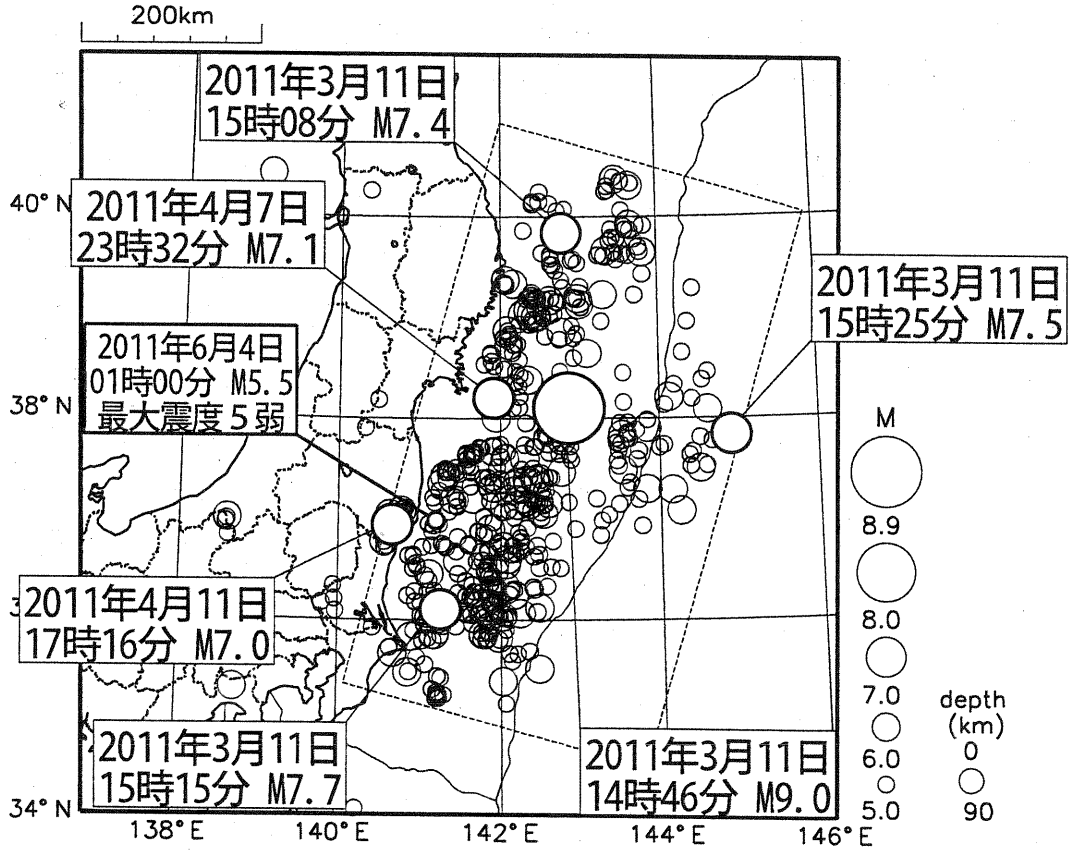 200km
2011年3月11日
15時08分 M7.4
40°N
2011年4月7日
23時32分 M7.1
2011年3月11日
15時25分 M7.5
2011年6月4日
01時00分 M5.5
最大震度5弱
38°N
M
8.9
8.0
7.0
6.0
5.0
depth
(km)
0
90
2011年4月11日
17時16分 M7.0
2011年3月11日
15時15分 M7.7
2011年3月11日
14時46分 M9.0
34°N
138°E
140°E
142°E
144°E
146°E